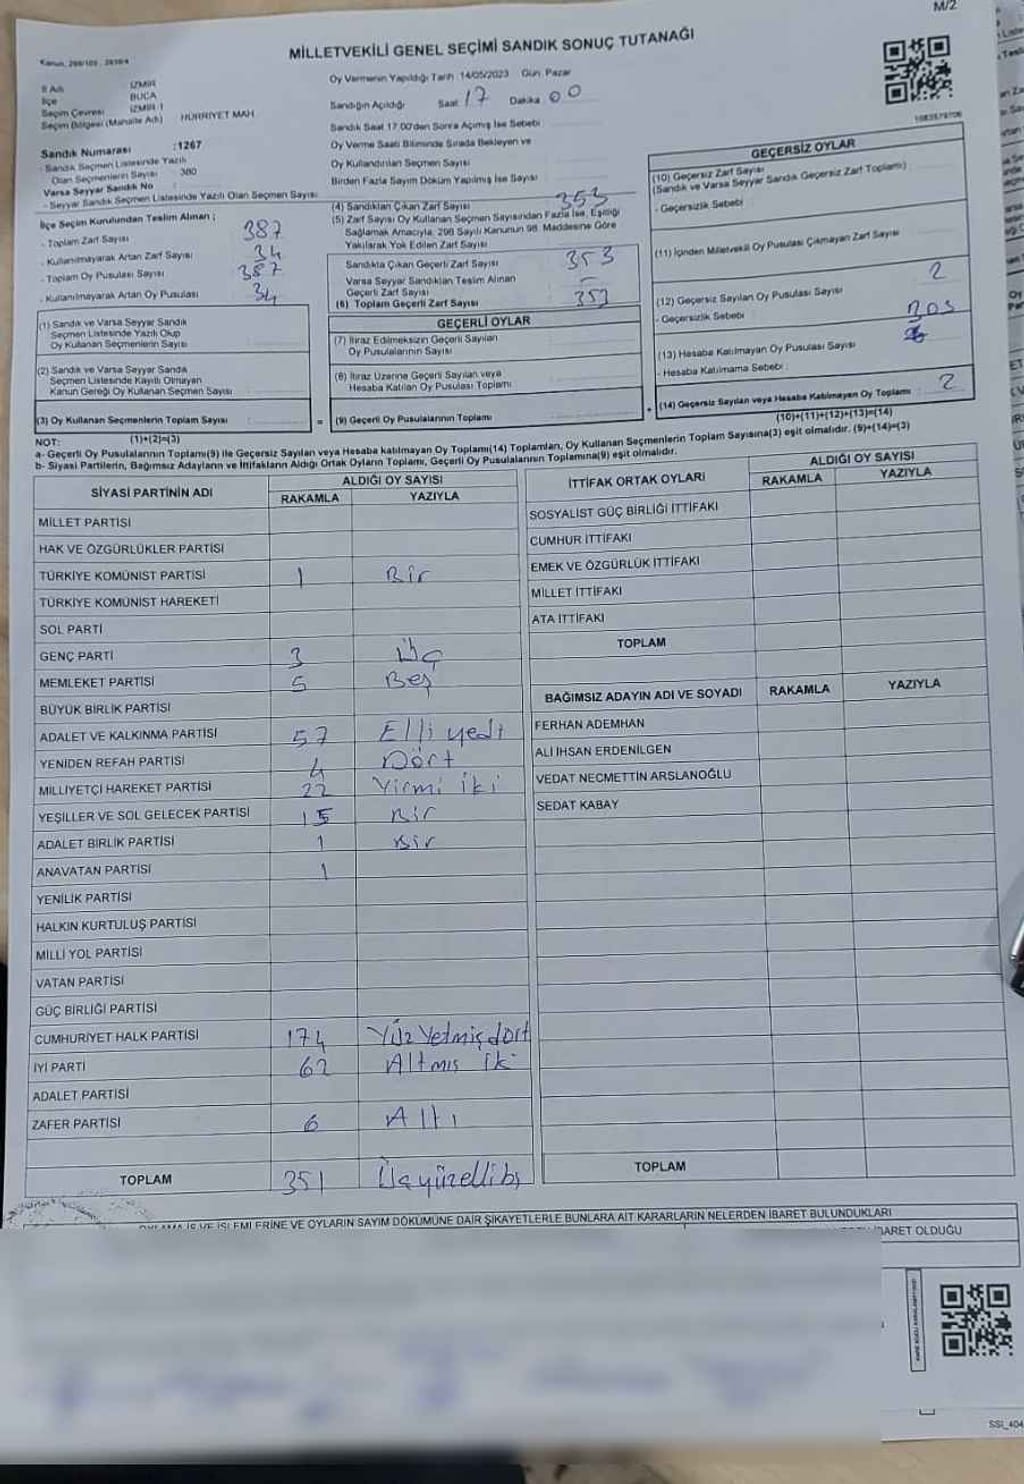 M/2
MİLLETVEKİLİ GENEL SEÇİMİ SANDIK SONUÇ TUTANAĞI
İl Adı İZMİR
İlçe BUCA
Seçim Çevresi İZMİR 1
Seçim Bölgesi (Mahalle Adı) HÜRRİYET MAH
Oy Vermenin Yapıldığı Tarih :14/05/2023 Gün: Pazar
Sandığın Açıldığı Saat 17 Dakika 00
Sandık Saat 17.00'den Sonra Açılmış İse Sebebi
Oy Verme Saati Bitiminde Sırada Bekleyen ve
Oy Kullandırılan Seçmen Sayısı
Birden Fazla Sayım Döküm Yapılmış İse Sayısı
Sandık Numarası :1267
- Sandık Seçmen Listesinde Yazılı
Olan Seçmenlerin Sayısı 380
Varsa Seyyar Sandık No
- Seyyar Sandık Seçmen Listesinde Yazılı Olan Seçmen Sayısı
İlçe Seçim Kurulundan Teslim Alınan ;
- Toplam Zarf Sayısı 387
- Kullanılmayarak Artan Zarf Sayısı 34
- Toplam Oy Pusulası Sayısı 387
- Kullanılmayarak Artan Oy Pusulası 34
(1) Sandık ve Varsa Seyyar Sandık
Seçmen Listesinde Yazılı Olup
Oy Kullanan Seçmenlerin Sayısı
(2) Sandık ve Varsa Seyyar Sandık
Seçmen Listesinde Kayıtlı Olmayan
Kanun Gereği Oy Kullanan Seçmen Sayısı
(3) Oy Kullanan Seçmenlerin Toplam Sayısı
(1)+(2)=(3)
(4) Sandıktan Çıkan Zarf Sayısı 353
(5) Zarf Sayısı Oy Kullanan Seçmen Sayısından Fazla İse, Eşitliği
Sağlamak Amacıyla, 298 Sayılı Kanunun 98. Maddesine Göre
Yakılarak Yok Edilen Zarf Sayısı
Sandıkta Çıkan Geçerli Zarf Sayısı 353
Varsa Seyyar Sandıktan Teslim Alınan
Geçerli Zarf Sayısı –
(6) Toplam Geçerli Zarf Sayısı 353
GEÇERLİ OYLAR
(7) İtiraz Edilmeksizin Geçerli Sayılan
Oy Pusulalarının Sayısı
(8) İtiraz Üzerine Geçerli Sayılan veya
Hesaba Katılan Oy Pusulası Toplamı
= (9) Geçerli Oy Pusulalarının Toplamı +
GEÇERSİZ OYLAR
(10) Geçersiz Zarf Sayısı
(Sandık ve Varsa Seyyar Sandık Geçersiz Zarf Toplamı)
- Geçersizlik Sebebi
(11) İçinden Milletvekili Oy Pusulası Çıkmayan Zarf Sayısı
(12) Geçersiz Sayılan Oy Pusulası Sayısı 2
- Geçersizlik Sebebi
(13) Hesaba Katılmayan Oy Pusulası Sayısı
- Hesaba Katılmama Sebebi :
(14) Geçersiz Sayılan veya Hesaba Katılmayan Oy Toplamı 2
(10)+(11)+(12)+(13)=(14)
NOT:
a- Geçerli Oy Pusulalarının Toplamı(9) ile Geçersiz Sayılan veya Hesaba katılmayan Oy Toplamı(14) Toplamları, Oy Kullanan Seçmenlerin Toplam Sayısına(3) eşit olmalıdır. (9)+(14)=(3)
b- Siyasi Partilerin, Bağımsız Adayların ve İttifakların Aldığı Ortak Oyların Toplamı, Geçerli Oy Pusulalarının Toplamına(9) eşit olmalıdır.
SİYASİ PARTİNİN ADI ALDIĞI OY SAYISI
RAKAMLA YAZIYLA
MİLLET PARTİSİ
HAK VE ÖZGÜRLÜKLER PARTİSİ
TÜRKİYE KOMÜNİST PARTİSİ 1 Bir
TÜRKİYE KOMÜNİST HAREKETİ
SOL PARTİ
GENÇ PARTİ 3 Üç
MEMLEKET PARTİSİ 5 Beş
BÜYÜK BİRLİK PARTİSİ
ADALET VE KALKINMA PARTİSİ 57 Elli yedi
YENİDEN REFAH PARTİSİ 4 Dört
MİLLİYETÇİ HAREKET PARTİSİ 22 Yirmi iki
YEŞİLLER VE SOL GELECEK PARTİSİ 15 Bir
ADALET BİRLİK PARTİSİ 1 Bir
ANAVATAN PARTİSİ 1
YENİLİK PARTİSİ
HALKIN KURTULUŞ PARTİSİ
MİLLİ YOL PARTİSİ
VATAN PARTİSİ
GÜÇ BİRLİĞİ PARTİSİ
CUMHURİYET HALK PARTİSİ 174 Yüz Yetmiş dört
İYİ PARTİ 62 Altmış iki
ADALET PARTİSİ
ZAFER PARTİSİ 6 Altı
TOPLAM 351
İTTİFAK ORTAK OYLARI ALDIĞI OY SAYISI
RAKAMLA YAZIYLA
SOSYALİST GÜÇ BİRLİĞİ İTTİFAKI
CUMHUR İTTİFAKI
EMEK VE ÖZGÜRLÜK İTTİFAKI
MİLLET İTTİFAKI
ATA İTTİFAKI
TOPLAM
BAĞIMSIZ ADAYIN ADI VE SOYADI RAKAMLA YAZIYLA
FERHAN ADEMHAN
ALİ İHSAN ERDENİLGEN
VEDAT NECMETTİN ARSLANOĞLU
SEDAT KABAY
TOPLAM
İŞ VE İŞLEMLERİNE VE OYLARIN SAYIM DÖKÜMÜNE DAİR ŞİKAYETLERLE BUNLARA AİT KARARLARIN NELERDEN İBARET BULUNDUKLARI
İBARET OLDUĞU